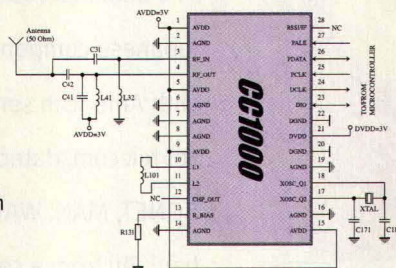 AVDD=3V
Antenna
(50 Ohm)
C31
C42
C41
L41
L32
AVDD=3V
L101
NC
R131
1 AVDD
2 AGND
3 RF_IN
4 RF_OUT
5 AVDD
6 AGND
7 AGND
8 AGND
9 AVDD
10 L1
11 L2
12 CHP_OUT
13 R_BIAS
14 AGND
CC1000
RSSI/IF 28
PALE 27
PDATA 26
PCLK 25
DCLK 24
DIO 23
DGND 22
DVDD 21
DGND 20
AGND 19
XOSC_Q1 18
XOSC_Q2 17
AGND 16
AVDD 15
NC
TO/FROM
MICROCONTROLLER
DVDD=3V
XTAL
C171